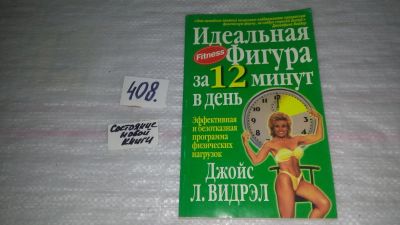 408.
Состояние
новой
книги
Идеальная
Fitness
Фигура
за 12 минут
в день
Эффективная
и безотказная
программа
физических
нагрузок
Джойс
Л. ВИДРЭЛ